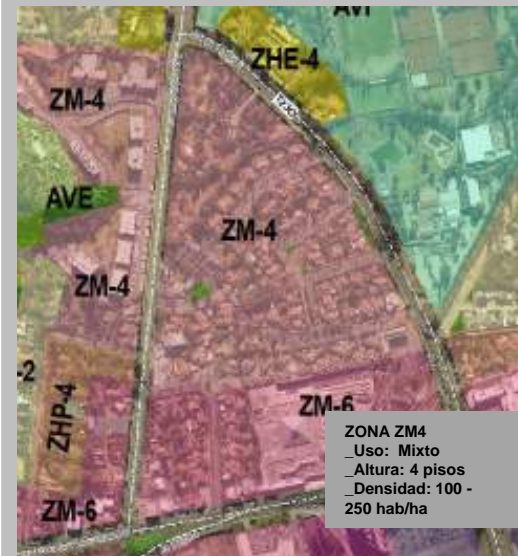 AVI
ZHE-4
ZM-4
AVE
ZM-4
ZM-4
-2
ZHP-4
ZM-6
ZM-6
ZONA ZM4
_Uso: Mixto
_Altura: 4 pisos
_Densidad: 100 -
250 hab/ha